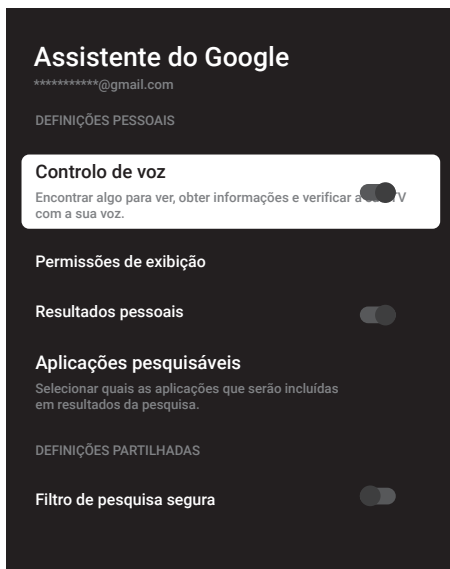 Assistente do Google
***********@gmail.com
DEFINIÇÕES PESSOAIS
Controlo de voz
Encontrar algo para ver, obter informações e verificar a TV
com a sua voz.
Permissões de exibição
Resultados pessoais
Aplicações pesquisáveis
Selecionar quais as aplicações que serão incluídas
em resultados da pesquisa.
DEFINIÇÕES PARTILHADAS
Filtro de pesquisa segura